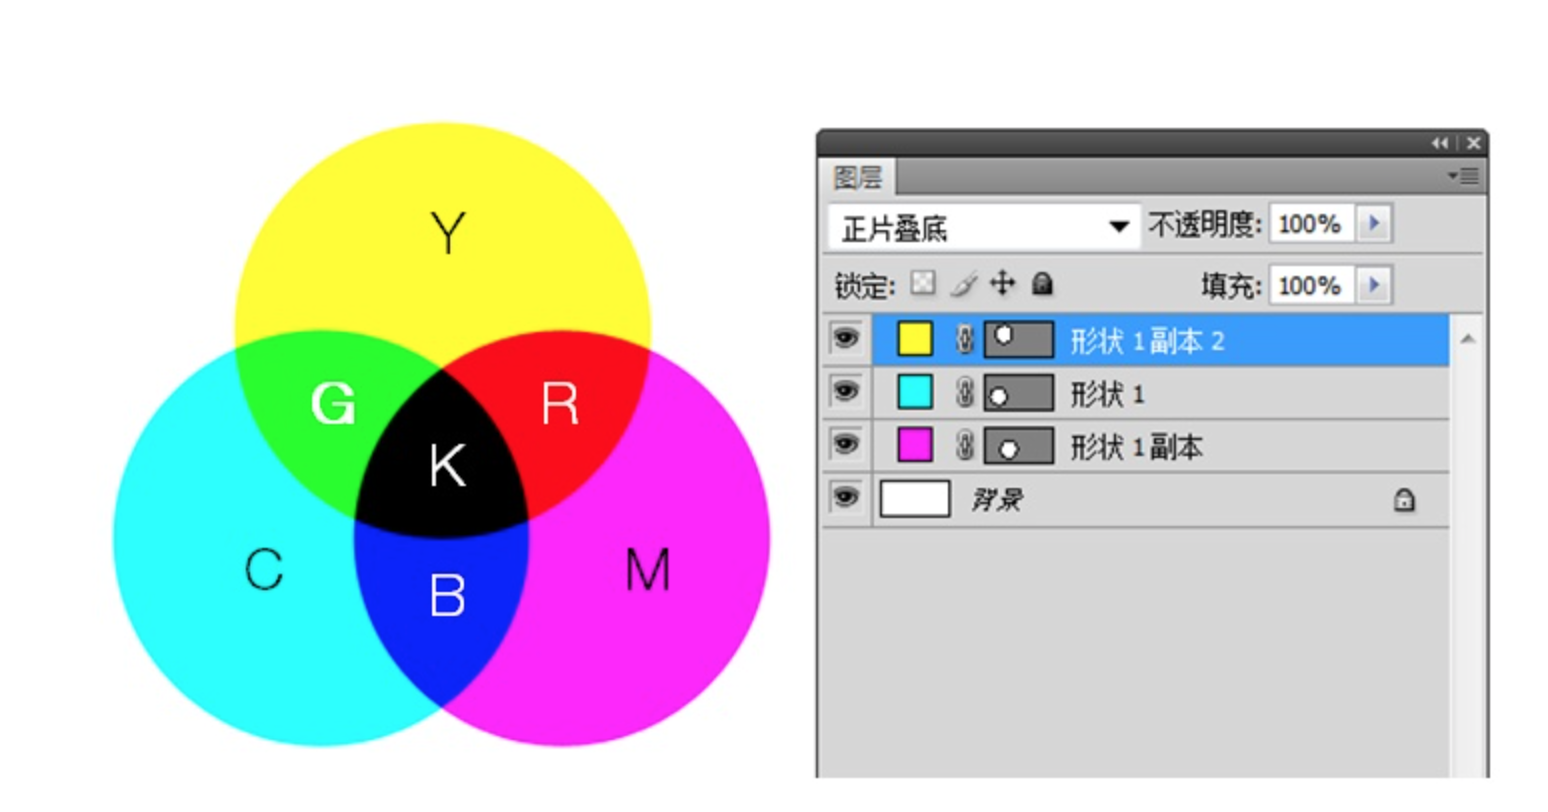 Y
G
R
K
C
B
M
图层
正片叠底
不透明度: 100%
锁定:
填充: 100%
形状 1 副本 2
形状 1
形状 1 副本
背景